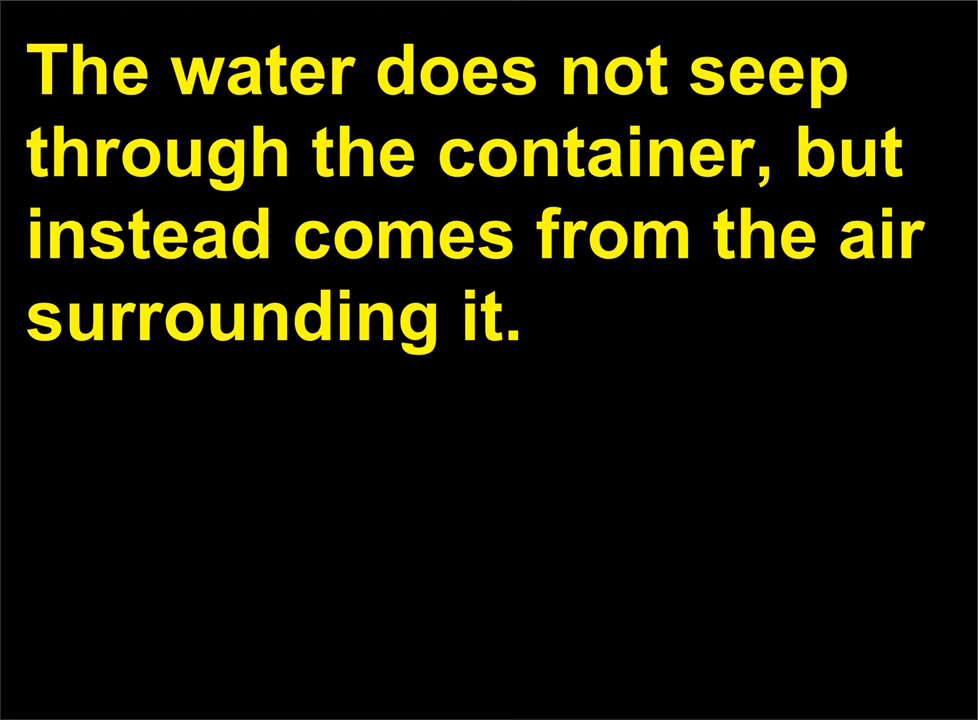 The water does not seep
through the container, but
instead comes from the air
surrounding it.